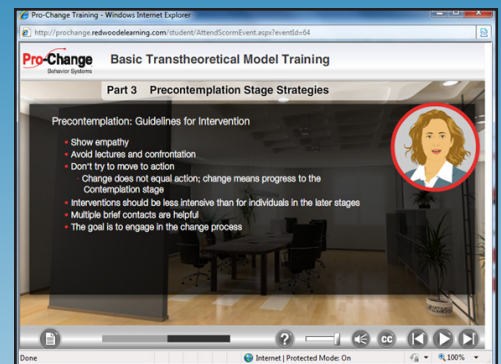 Pro-Change Training - Windows Internet Explorer
http://prochange.redwoodelearning.com/student/AttendScormEvent.aspx?eventId=64
Pro-Change
Behavior Systems
Basic Transtheoretical Model Training
Part 3 Precontemplation Stage Strategies
Precontemplation: Guidelines for Intervention
• Show empathy
• Avoid lectures and confrontation
• Don't try to move to action
- Change does not equal action; change means progress to the
Contemplation stage
• Interventions should be less intensive than for individuals in the later stages
• Multiple brief contacts are helpful
• The goal is to engage in the change process
?
CC
Done
Internet | Protected Mode: On
100%